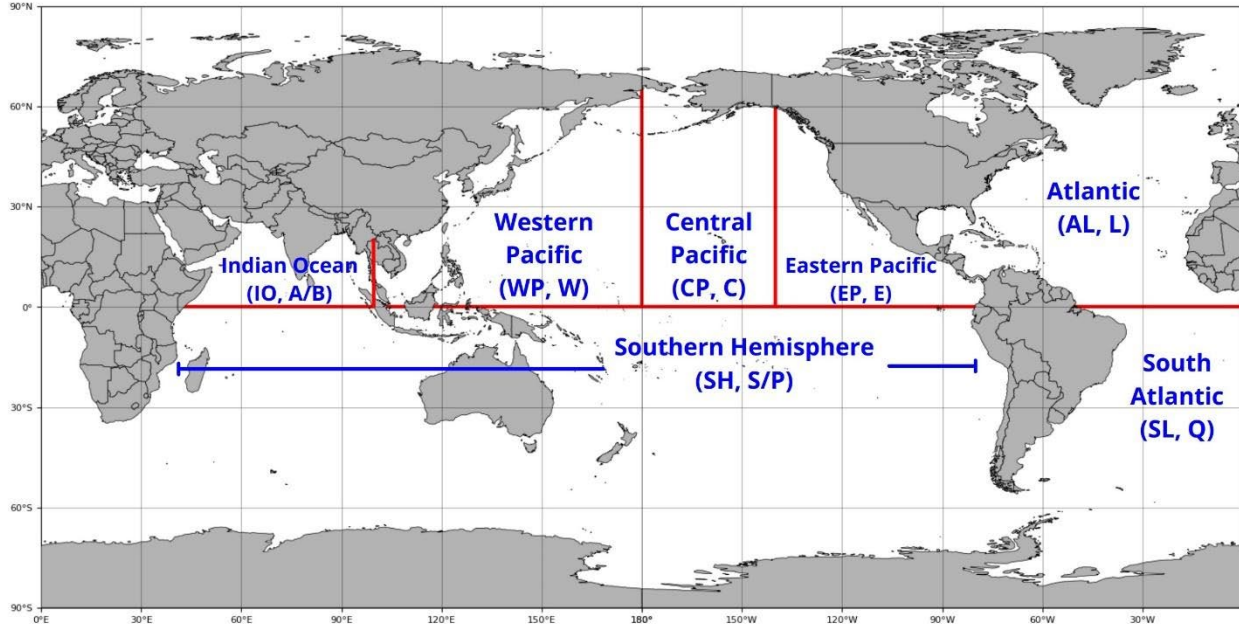 90°N
60°N
30°N
0°
30°S
60°S
90°S
Indian Ocean
(IO, A/B)
Western
Pacific
(WP, W)
Central
Pacific
(CP, C)
Eastern Pacific
(EP, E)
Atlantic
(AL, L)
Southern Hemisphere
(SH, S/P)
South
Atlantic
(SL, Q)
0°E
30°E
60°E
90°E
120°E
150°E
180°
150°W
120°W
90°W
60°W
30°W